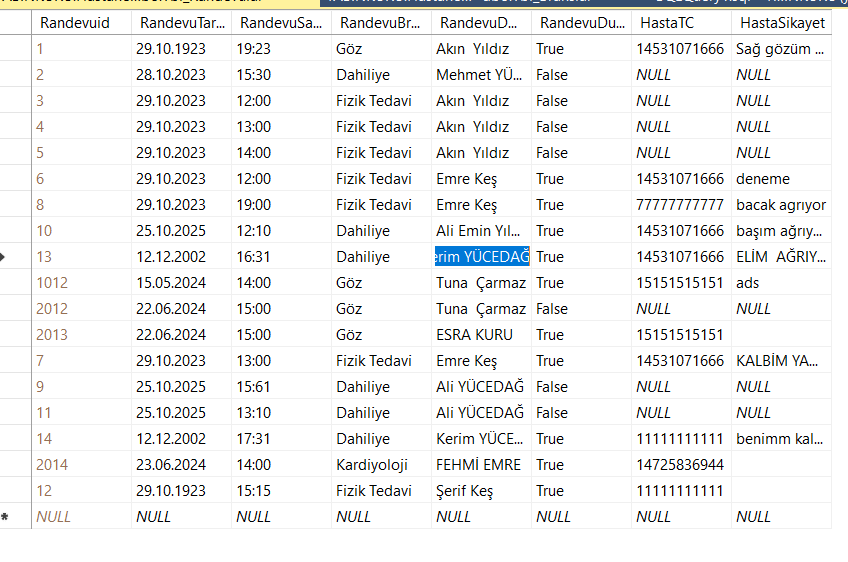 Randevuid RandevuTar... RandevuSa... RandevuBr... RandevuD... RandevuDu... HastaTC HastaSikayet
1 29.10.1923 19:23 Göz Akın Yıldız True 14531071666 Sağ gözüm ...
2 28.10.2023 15:30 Dahiliye Mehmet YÜ... False NULL NULL
3 29.10.2023 12:00 Fizik Tedavi Akın Yıldız False NULL NULL
4 29.10.2023 13:00 Fizik Tedavi Akın Yıldız False NULL NULL
5 29.10.2023 14:00 Fizik Tedavi Akın Yıldız False NULL NULL
6 29.10.2023 12:00 Fizik Tedavi Emre Keş True 14531071666 deneme
8 29.10.2023 19:00 Fizik Tedavi Emre Keş True 77777777777 bacak agrıyor
10 25.10.2025 12:10 Dahiliye Ali Emin Yıl... True 14531071666 başım ağrıy...
13 12.12.2002 16:31 Dahiliye erim YÜCEDAĞ True 14531071666 ELİM AĞRIY...
1012 15.05.2024 14:00 Göz Tuna Çarmaz True 15151515151 ads
2012 22.06.2024 15:00 Göz Tuna Çarmaz False NULL NULL
2013 22.06.2024 15:00 Göz ESRA KURU True 15151515151
7 29.10.2023 13:00 Fizik Tedavi Emre Keş True 14531071666 KALBİM YA...
9 25.10.2025 15:61 Dahiliye Ali YÜCEDAĞ False NULL NULL
11 25.10.2025 13:10 Dahiliye Ali YÜCEDAĞ False NULL NULL
14 12.12.2002 17:31 Dahiliye Kerim YÜCE... True 11111111111 benimm kal...
2014 23.06.2024 14:00 Kardiyoloji FEHMİ EMRE True 14725836944
12 29.10.1923 15:15 Fizik Tedavi Şerif Keş True 11111111111
NULL NULL NULL NULL NULL NULL NULL NULL